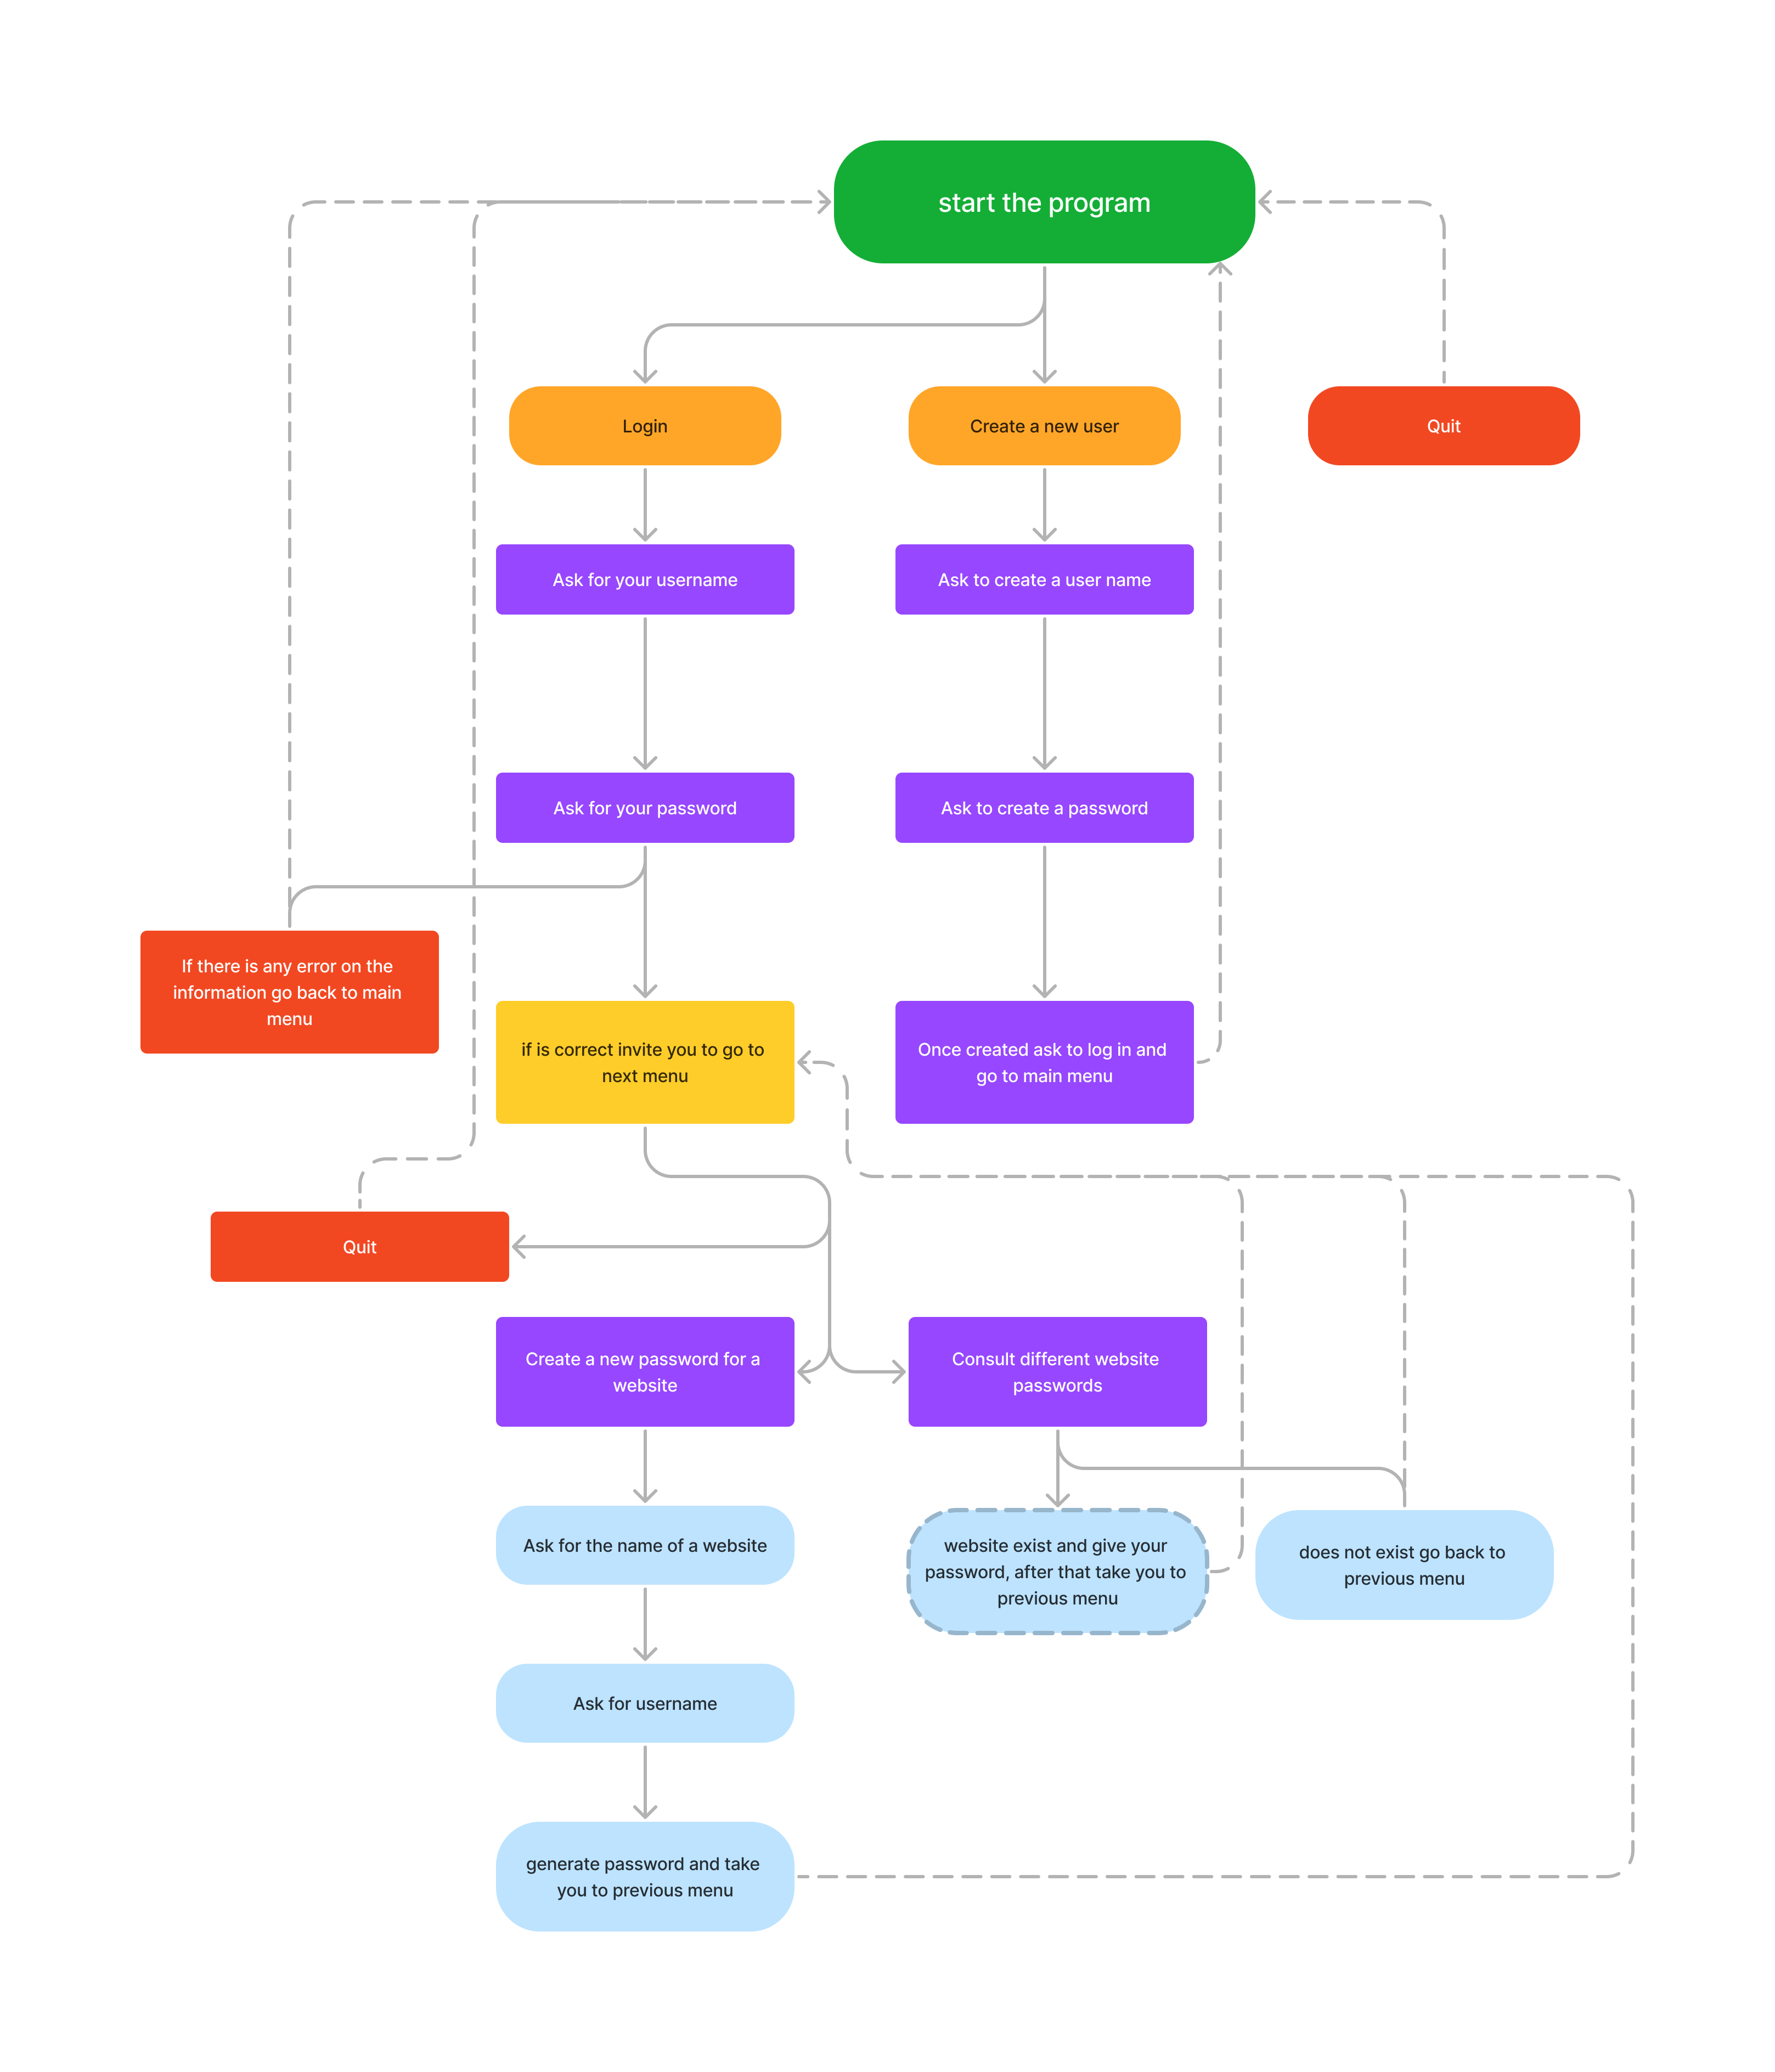 start the program
Login
Create a new user
Quit
Ask for your username
Ask to create a user name
Ask for your password
Ask to create a password
If there is any error on the
information go back to main
menu
if is correct invite you to go to
next menu
Once created ask to log in and
go to main menu
Quit
Create a new password for a
website
Consult different website
passwords
Ask for the name of a website
website exist and give your
password, after that take you to
previous menu
does not exist go back to
previous menu
Ask for username
generate password and take
you to previous menu